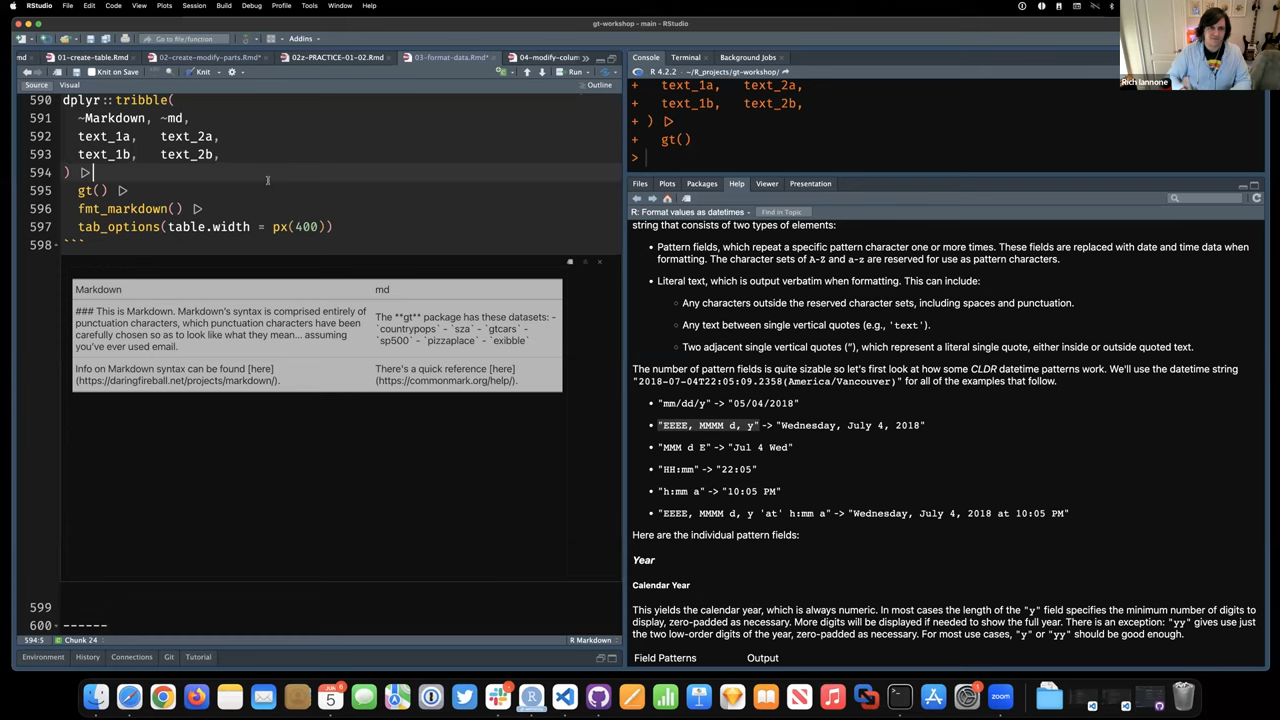 RStudio File Edit Code View Plots Session Build Debug Profile Tools Window Help
gt-workshop - main - RStudio
Go to file/function Addins
md 01-create-table.Rmd 02-create-modify-parts.Rmd* 02z-PRACTICE-01-02.Rmd 03-format-data.Rmd* 04-modify-colum
Knit on Save Knit Run
Source Visual Outline
590 dplyr::tribble(
591 ~Markdown, ~md,
592 text_1a, text_2a,
593 text_1b, text_2b,
594 ) ▷
595 gt() ▷
596 fmt_markdown() ▷
597 tab_options(table.width = px(400))
598 ```
Markdown md
### This is Markdown. Markdown's syntax is comprised entirely of punctuation characters, which punctuation characters have been carefully chosen so as to look like what they mean... assuming you've ever used email.
The **gt** package has these datasets: - `countrypops` - `sza` - `gtcars` - `sp500` - `pizzaplace` - `exibble`
Info on Markdown syntax can be found [here] (https://daringfireball.net/projects/markdown/).
There's a quick reference [here] (https://commonmark.org/help/).
599
600 ------
594:5 Chunk 24 R Markdown
Environment History Connections Git Tutorial
Console Terminal Background Jobs
R 4.2.2 · ~/R_projects/gt-workshop/
+ text_1a, text_2a,
+ text_1b, text_2b,
+ ) ▷
+ gt()
>
Files Plots Packages Help Viewer Presentation
R: Format values as datetimes Find in Topic
string that consists of two types of elements:
• Pattern fields, which repeat a specific pattern character one or more times. These fields are replaced with date and time data when
formatting. The character sets of A-Z and a-z are reserved for use as pattern characters.
• Literal text, which is output verbatim when formatting. This can include:
Any characters outside the reserved character sets, including spaces and punctuation.
Any text between single vertical quotes (e.g., 'text').
Two adjacent single vertical quotes ("), which represent a literal single quote, either inside or outside quoted text.
The number of pattern fields is quite sizable so let's first look at how some CLDR datetime patterns work. We'll use the datetime string
"2018-07-04T22:05:09.2358(America/Vancouver)" for all of the examples that follow.
• "mm/dd/y" -> "05/04/2018"
• "EEEE, MMMM d, y" -> "Wednesday, July 4, 2018"
• "MMM d E" -> "Jul 4 Wed"
• "HH:mm" -> "22:05"
• "h:mm a" -> "10:05 PM"
• "EEEE, MMMM d, y 'at' h:mm a" -> "Wednesday, July 4, 2018 at 10:05 PM"
Here are the individual pattern fields:
Year
Calendar Year
This yields the calendar year, which is always numeric. In most cases the length of the "y" field specifies the minimum number of digits to
display, zero-padded as necessary. More digits will be displayed if needed to show the full year. There is an exception: "yy" gives use just
the two low-order digits of the year, zero-padded as necessary. For most use cases, "y" or "yy" should be good enough.
Field Patterns Output
Rich Iannone
JUN 5
zoom